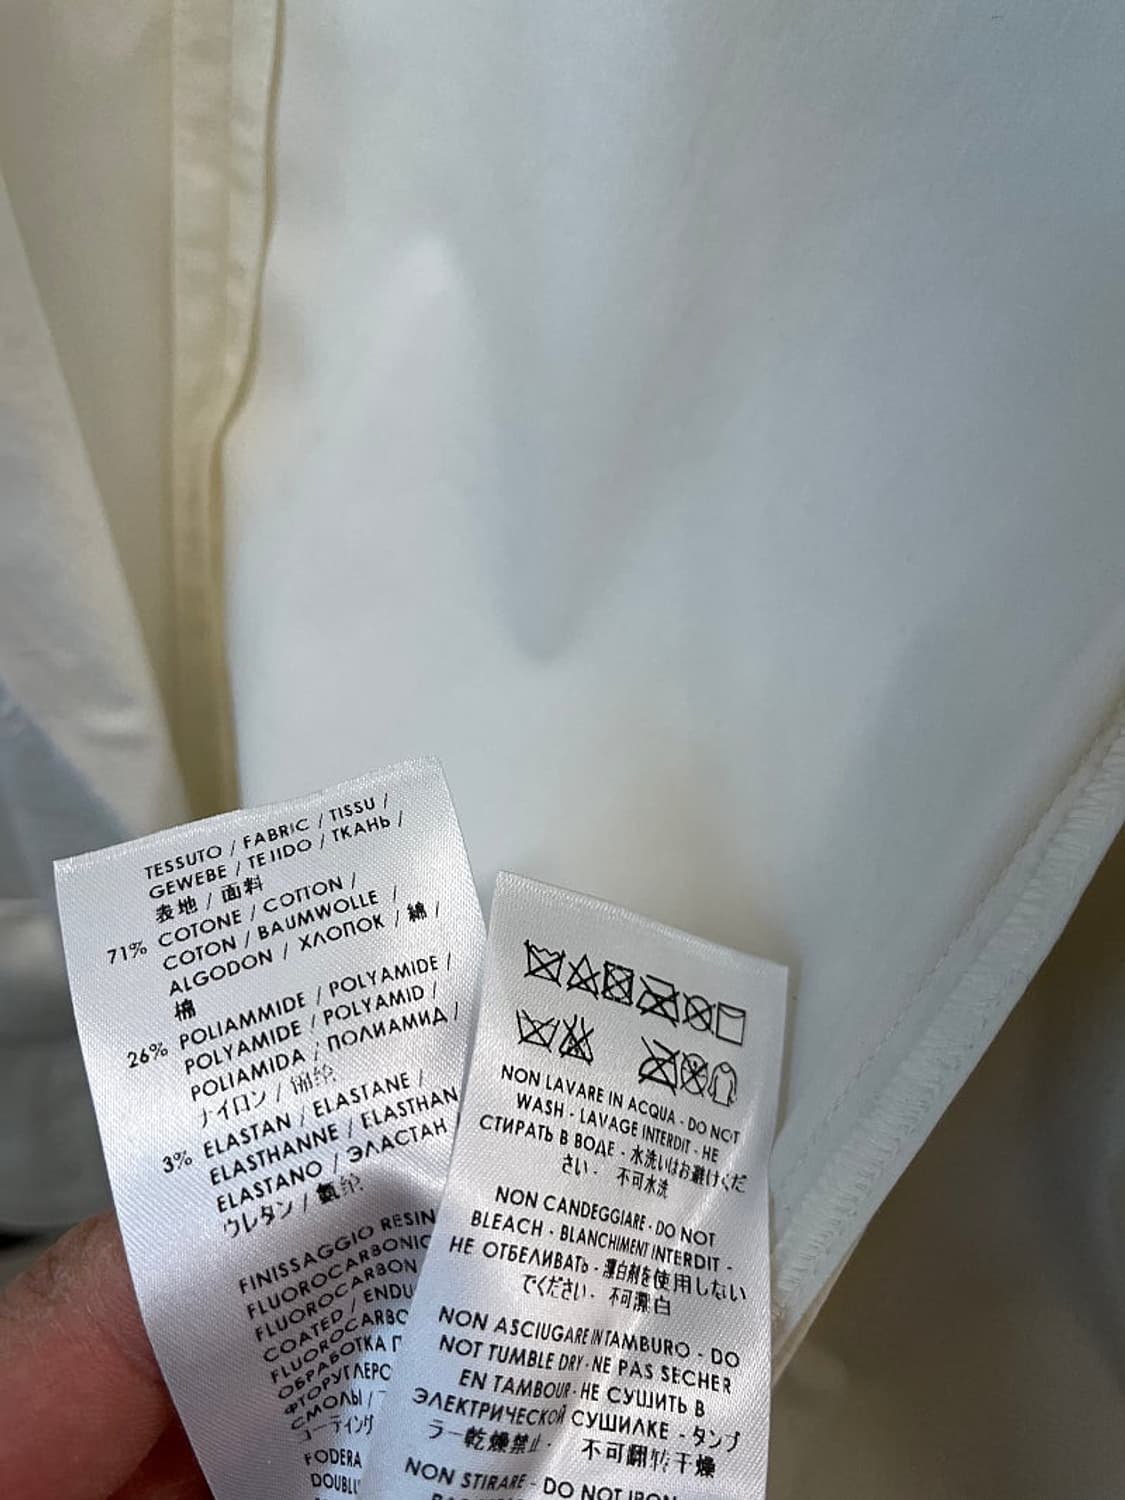 TESSUTO / FABRIC / TISSU /
GEWEBE / TEJIDO / ТКАНЬ /
表地 / 面料
71% COTONE / COTTON /
COTON / BAUMWOLLE /
ALGODON / ХЛОПОК / 綿 /
棉
26% POLIAMMIDE / POLYAMIDE /
POLYAMIDE / POLYAMID /
POLIAMIDA / ПОЛИАМИД /
ナイロン /
3% ELASTAN / ELASTANE /
ELASTHANNE / ELASTHAN
ELASTANO / ЭЛАСТАН
ウレタン / 氨纶
FINISSAGGIO RESIN
FLUOROCARBONIC
FLUOROCARBON
COATED / ENDU
FLUOROCARBO
ОБРАБОТКА П
ФТОРУГЛЕРО
СМОЛЫ /
コーティング
FODERA
DOUBLU
NON LAVARE IN ACQUA - DO NOT
WASH - LAVAGE INTERDIT - НЕ
СТИРАТЬ В ВОДЕ - 水洗いはお避けくだ
さい - 不可水洗
NON CANDEGGIARE - DO NOT
BLEACH - BLANCHIMENT INTERDIT -
НЕ ОТБЕЛИВАТЬ - 漂白剤を使用しない
でください - 不可漂白
NON ASCIUGARE IN TAMBURO - DO
NOT TUMBLE DRY - NE PAS SECHER
EN TAMBOUR - НЕ СУШИТЬ В
ЭЛЕКТРИЧЕСКОЙ СУШИЛКЕ - タンブ
ラー乾燥禁止 - 不可翻转干燥
NON STIRARE - DO NOT IRON